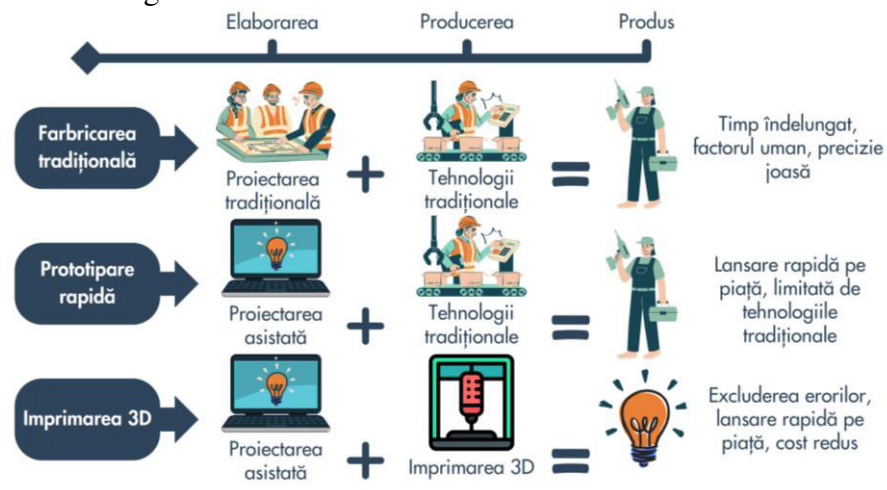 Elaborarea
Producerea
Produs
Farbricarea
tradițională
Proiectarea
tradițională
+
Tehnologii
tradiționale
=
Timp îndelungat,
factorul uman, precizie
joasă
Prototipare
rapidă
Proiectarea
asistată
+
Tehnologii
tradiționale
=
Lansare rapidă pe
piață, limitată de
tehnologiile
tradiționale
Imprimarea 3D
Proiectarea
asistată
+
Imprimarea 3D
=
Excluderea erorilor,
lansare rapidă pe
piață, cost redus